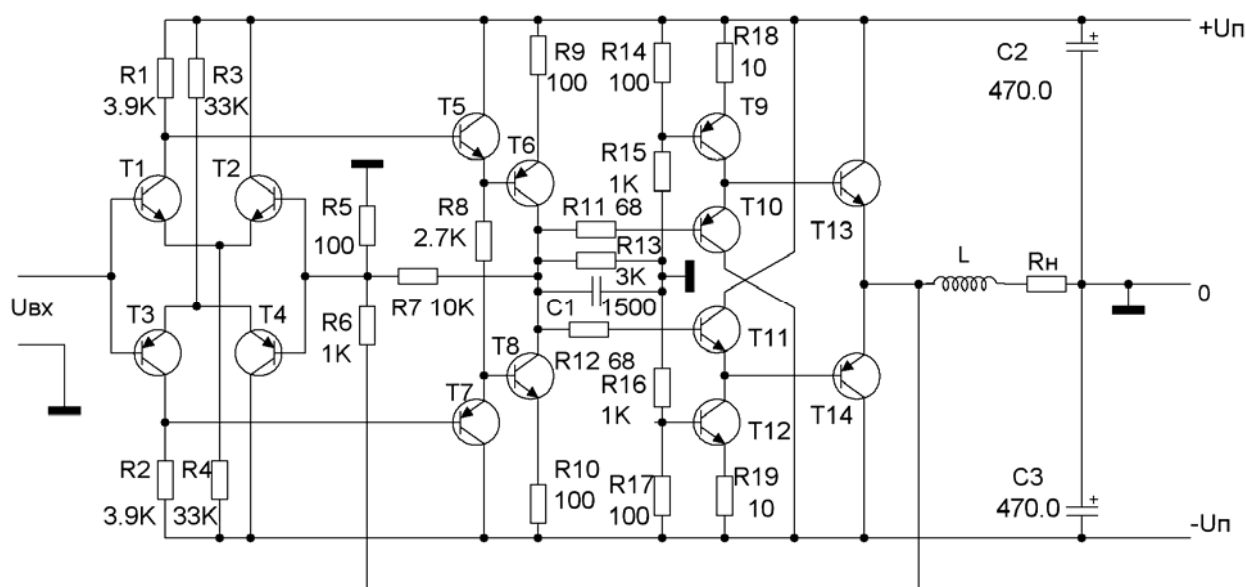 R1
3.9K
R3
33K
R9
100
R14
100
R18
10
C2
470.0
+Uп
T5
T6
T9
T1
T2
R15
1K
R5
100
R8
2.7K
R11 68
T10
T13
R13
3K
L
Rн
0
Uвх
R7 10K
C1
1500
T3
T4
R6
1K
T8
R12 68
T11
T7
R16
1K
T12
T14
R2
3.9K
R4
33K
R10
100
R17
100
R19
10
C3
470.0
-Uп
+
+